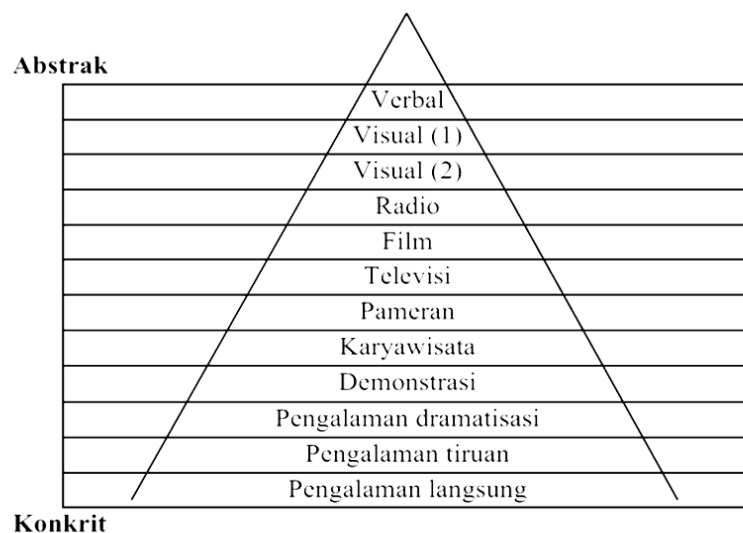 Abstrak
Verbal
Visual (1)
Visual (2)
Radio
Film
Televisi
Pameran
Karyawisata
Demonstrasi
Pengalaman dramatisasi
Pengalaman tiruan
Pengalaman langsung
Konkrit